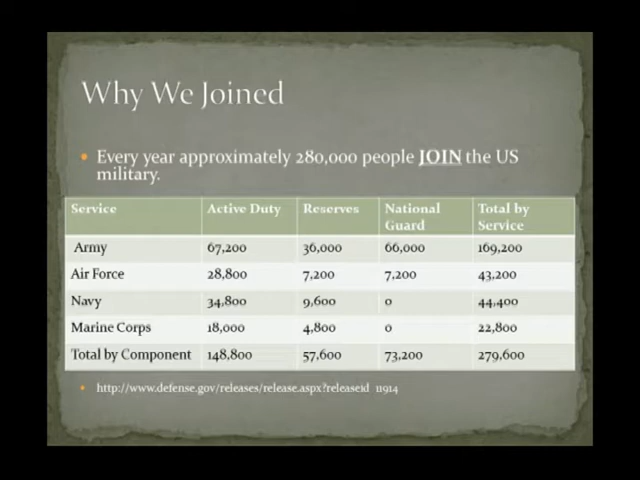 Why We Joined
Every year approximately 280,000 people JOIN the US
military.
Service Active Duty Reserves National Guard Total by Service
Army 67,200 36,000 66,000 169,200
Air Force 28,800 7,200 7,200 43,200
Navy 34,800 9,600 0 44,400
Marine Corps 18,000 4,800 0 22,800
Total by Component 148,800 57,600 73,200 279,600
http://www.defense.gov/releases/release.aspx?releaseid 11914